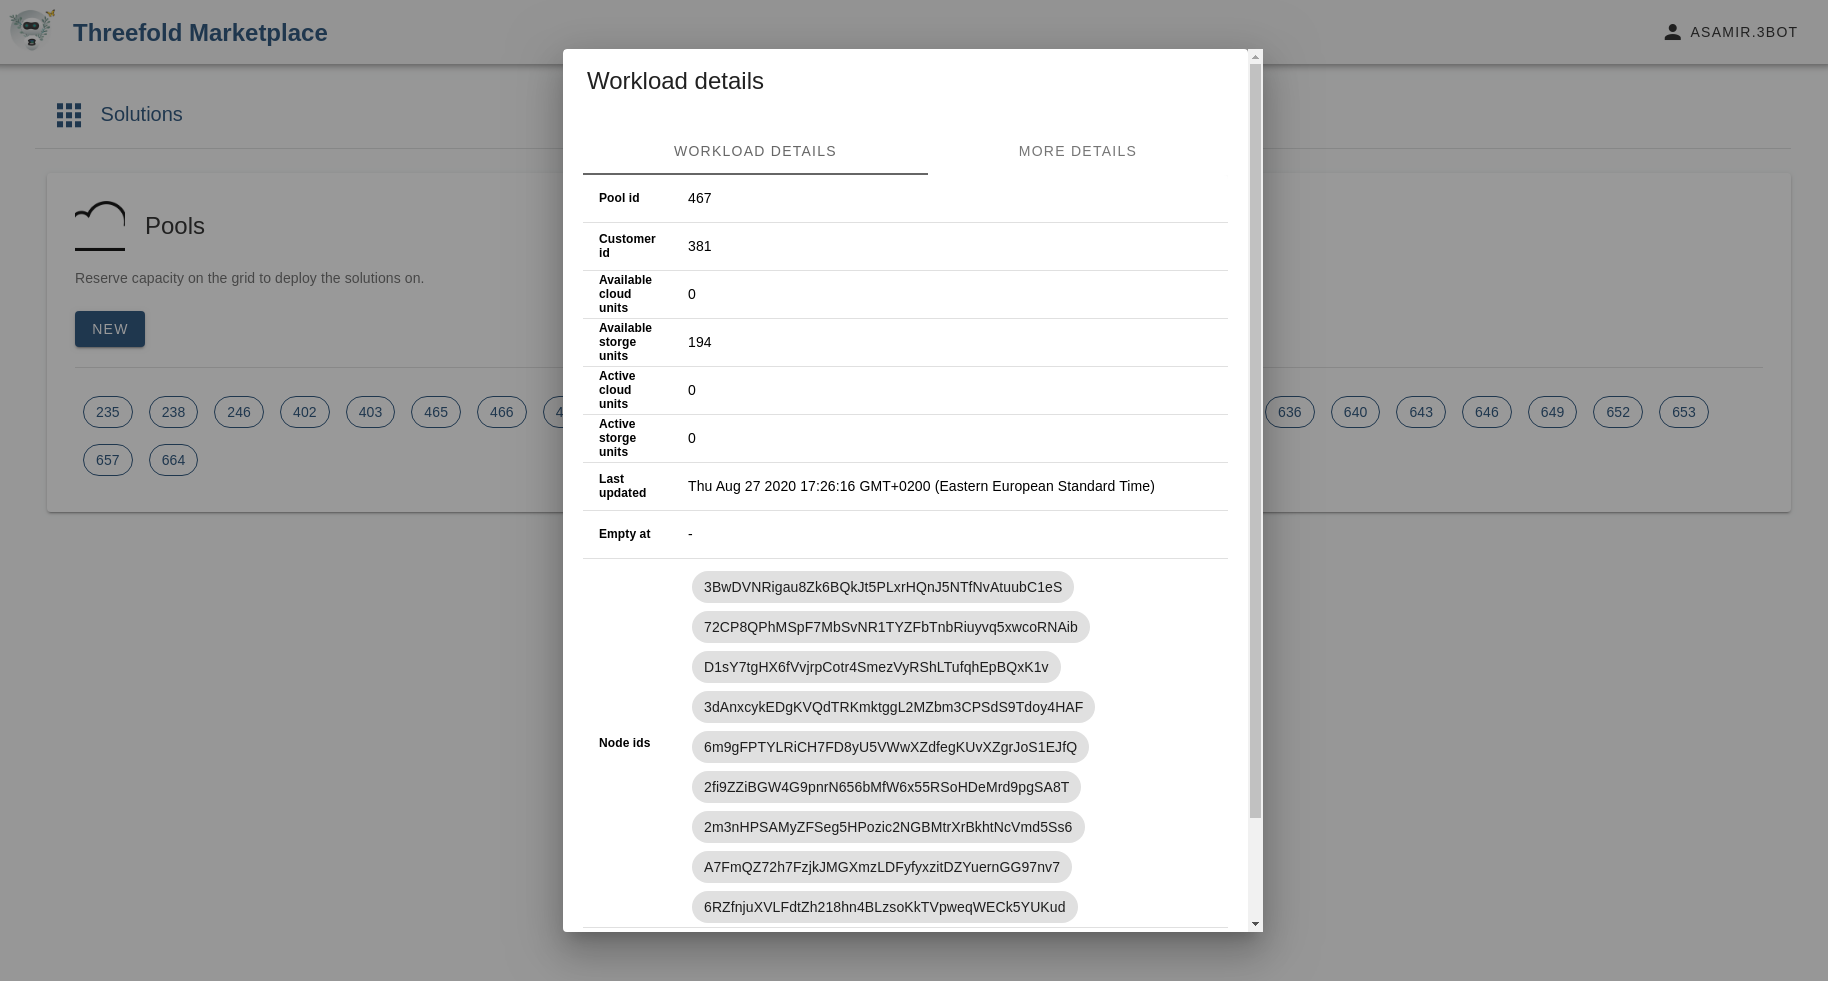 Threefold Marketplace
ASAMIR.3BOT
Solutions
Pools
Reserve capacity on the grid to deploy the solutions on.
NEW
235 238 246 402 403 465 466 636 640 643 646 649 652 653
657 664
Workload details
WORKLOAD DETAILS MORE DETAILS
Pool id 467
Customer
id 381
Available
cloud
units 0
Available
storge
units 194
Active
cloud
units 0
Active
storge
units 0
Last
updated Thu Aug 27 2020 17:26:16 GMT+0200 (Eastern European Standard Time)
Empty at -
Node ids
3BwDVNRigau8Zk6BQkJt5PLxrHQnJ5NTfNvAtuubC1eS
72CP8QPhMSpF7MbSvNR1TYZFbTnbRiuyvq5xwcoRNAib
D1sY7tgHX6fVvjrpCotr4SmezVyRShLTufqhEpBQxK1v
3dAnxcykEDgKVQdTRKmktggL2MZbm3CPSdS9Tdoy4HAF
6m9gFPTYLRiCH7FD8yU5VWwXZdfegKUvXZgrJoS1EJfQ
2fi9ZZiBGW4G9pnrN656bMfW6x55RSoHDeMrd9pgSA8T
2m3nHPSAMyZFSeg5HPozic2NGBMtrXrBkhtNcVmd5Ss6
A7FmQZ72h7FzjkJMGXmzLDFyfyxzitDZYuernGG97nv7
6RZfnjuXVLFdtZh218hn4BLzsoKkTVpweqWECk5YUKud